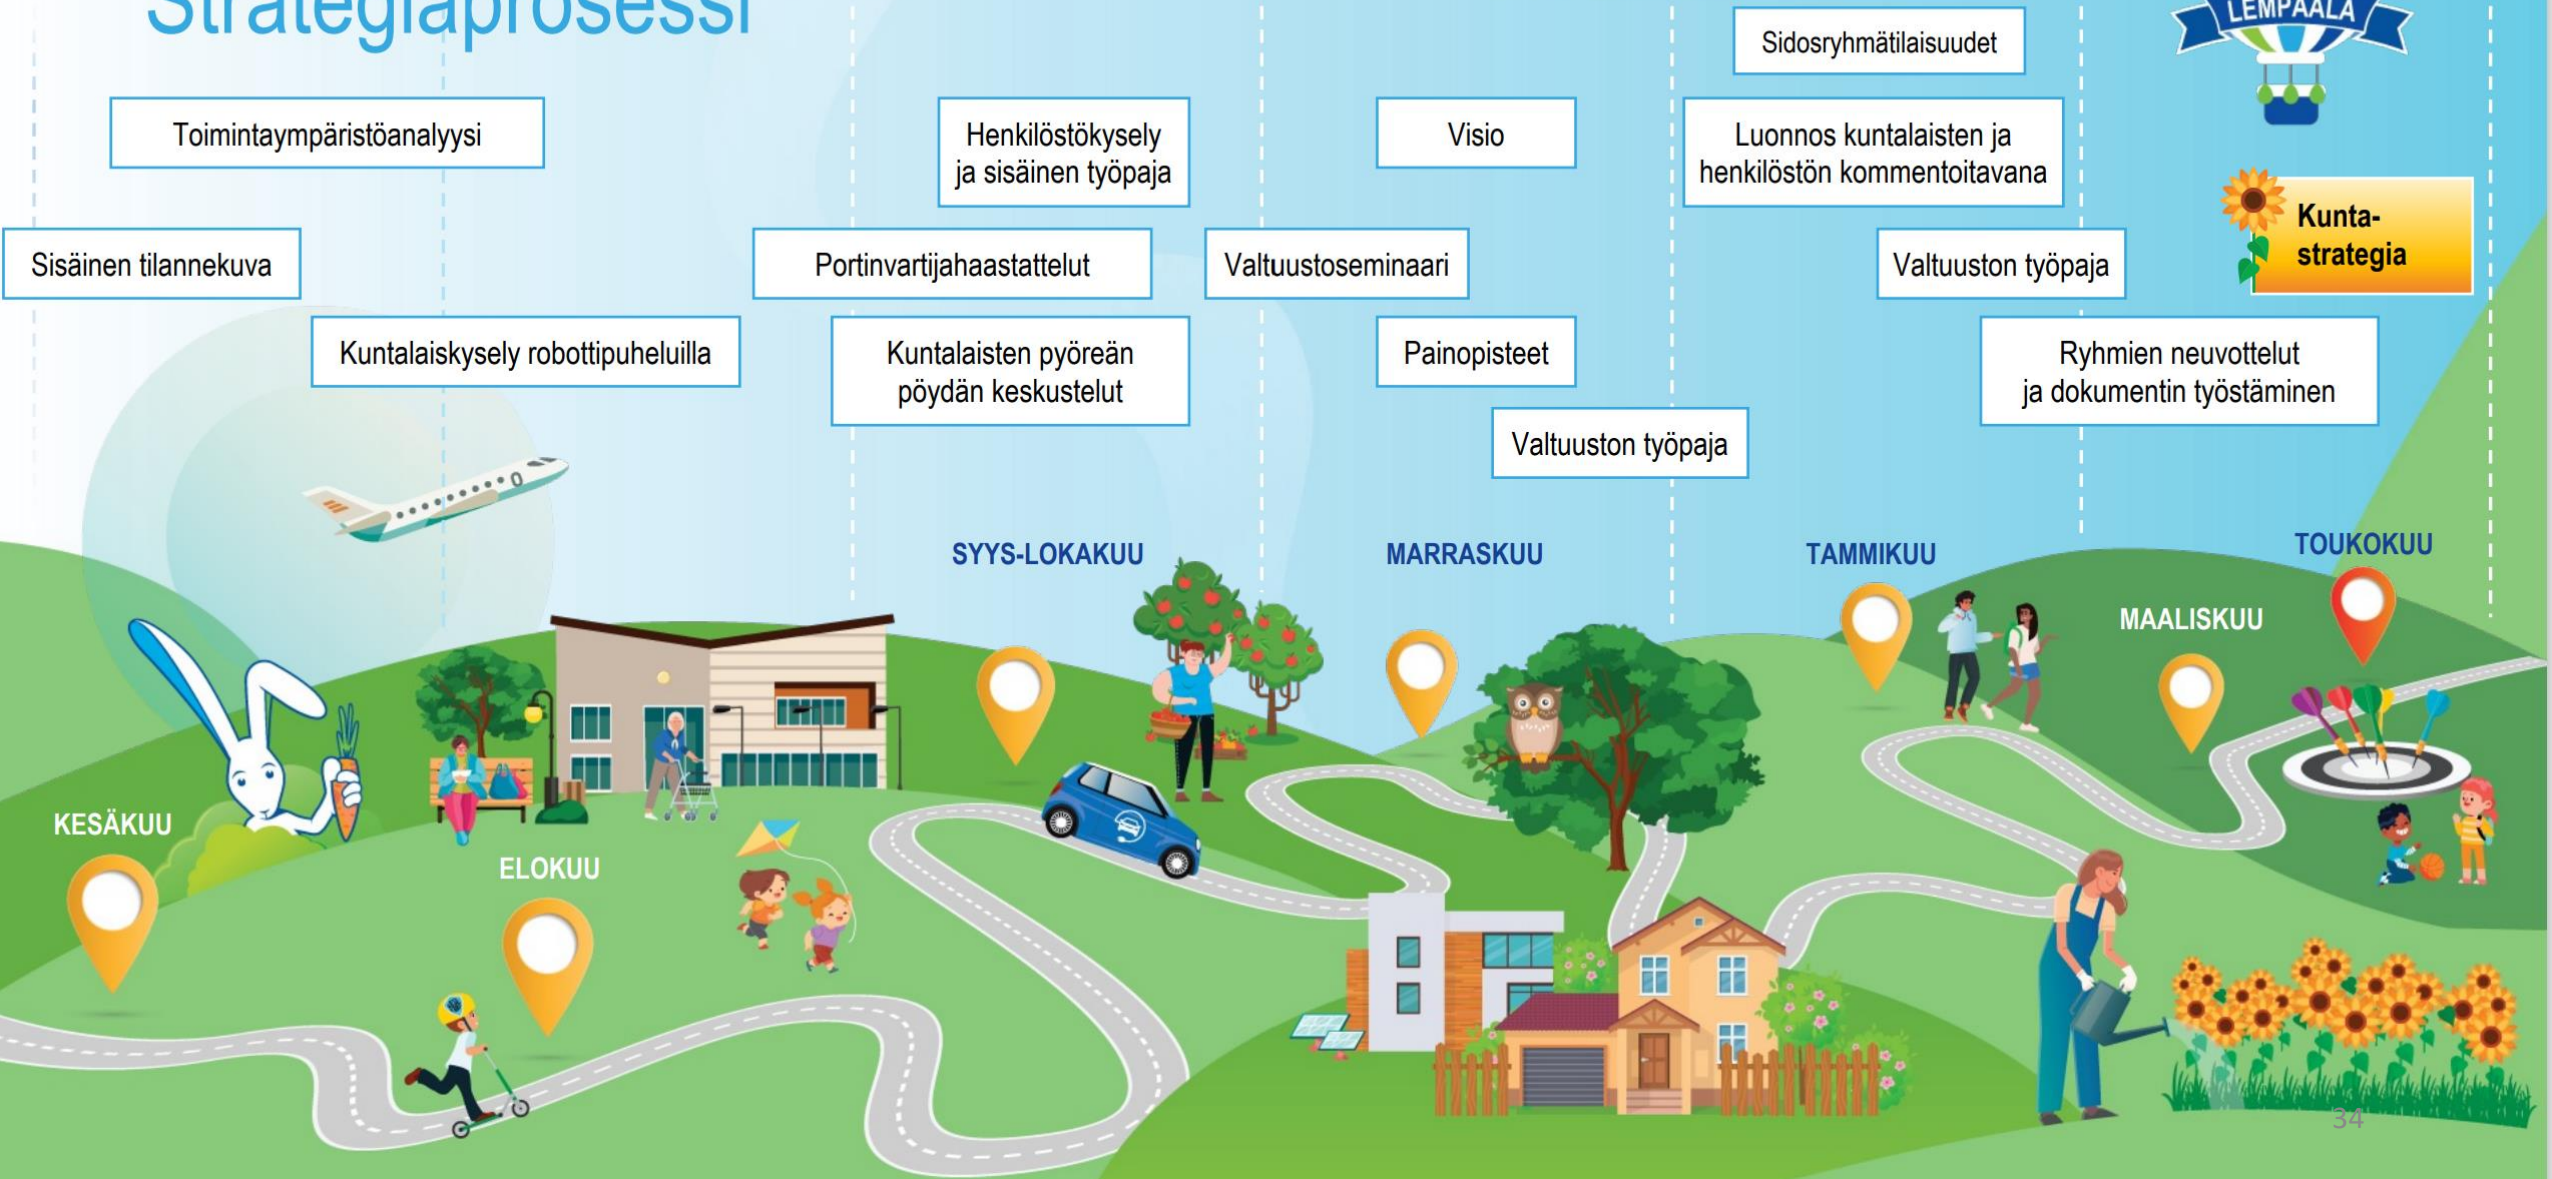 Strategiaprosessi
LEMPÄÄLÄ
Sidosryhmätilaisuudet
Toimintaympäristöanalyysi
Henkilöstökysely
ja sisäinen työpaja
Visio
Luonnos kuntalaisten ja
henkilöstön kommentoitavana
Kunta-
strategia
Sisäinen tilannekuva
Portinvartijahaastattelut
Valtuustoseminaari
Valtuuston työpaja
Kuntalaiskysely robottipuheluilla
Kuntalaisten pyöreän
pöydän keskustelut
Painopisteet
Ryhmien neuvottelut
ja dokumentin työstäminen
Valtuuston työpaja
KESÄKUU
ELOKUU
SYYS-LOKAKUU
MARRASKUU
TAMMIKUU
MAALISKUU
TOUKOKUU
34